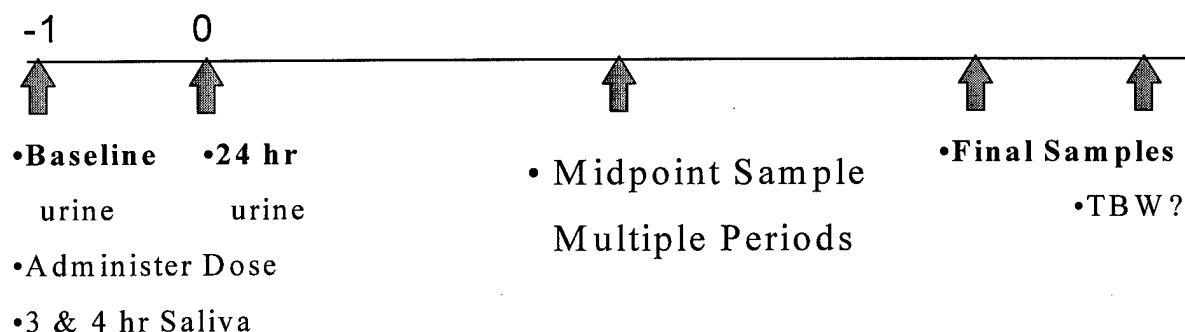 -1 0
•Baseline •24 hr •Final Samples
urine urine • Midpoint Sample •TBW?
•Administer Dose Multiple Periods
•3 & 4 hr Saliva